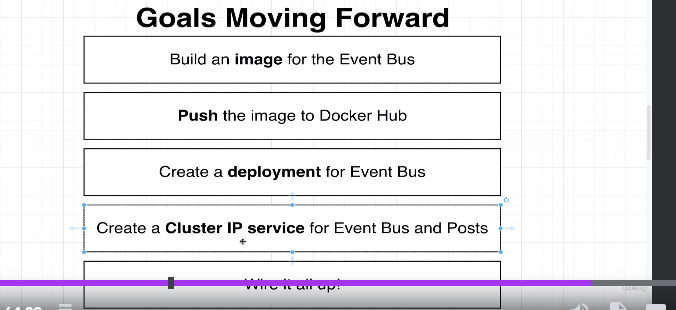 Goals Moving Forward
Build an image for the Event Bus
Push the image to Docker Hub
Create a deployment for Event Bus
Create a Cluster IP service for Event Bus and Posts
Wire it all up!